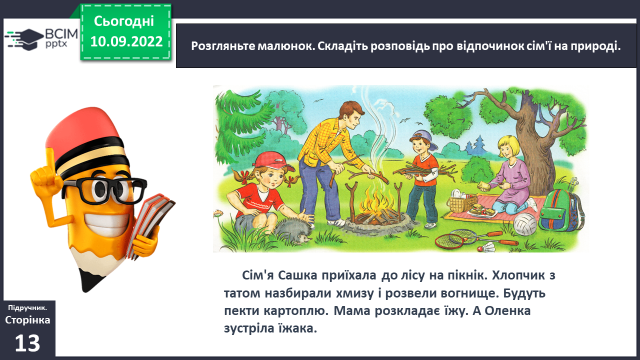 Сьогодні
10.09.2022
ВСІМ
pptx
Розгляньте малюнок. Складіть розповідь про відпочинок сім'ї на природі.
Сім'я Сашка приїхала до лісу на пікнік. Хлопчик з
татом назбирали хмизу і розвели вогнище. Будуть
пекти картоплю. Мама розкладає їжу. А Оленка
зустріла їжака.
Підручник.
Сторінка
13